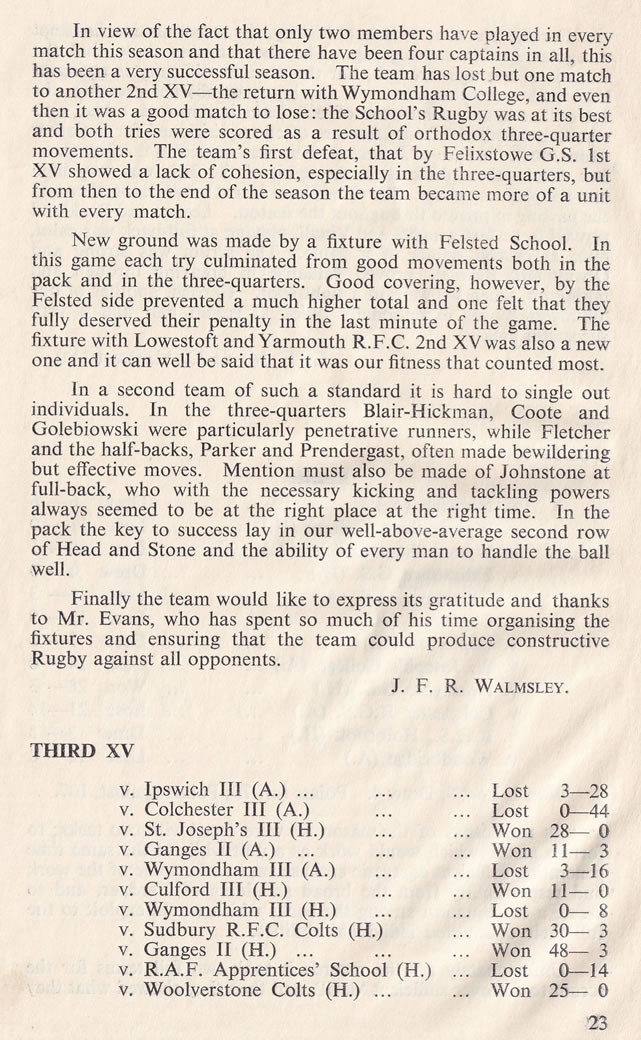 In view of the fact that only two members have played in every
match this season and that there have been four captains in all, this
has been a very successful season. The team has lost but one match
to another 2nd XV—the return with Wymondham College, and even
then it was a good match to lose: the School's Rugby was at its best
and both tries were scored as a result of orthodox three-quarter
movements. The team's first defeat, that by Felixstowe G.S. 1st
XV showed a lack of cohesion, especially in the three-quarters, but
from then to the end of the season the team became more of a unit
with every match.
New ground was made by a fixture with Felsted School. In
this game each try culminated from good movements both in the
pack and in the three-quarters. Good covering, however, by the
Felsted side prevented a much higher total and one felt that they
fully deserved their penalty in the last minute of the game. The
fixture with Lowestoft and Yarmouth R.F.C. 2nd XV was also a new
one and it can well be said that it was our fitness that counted most.
In a second team of such a standard it is hard to single out
individuals. In the three-quarters Blair-Hickman, Coote and
Golebiowski were particularly penetrative runners, while Fletcher
and the half-backs, Parker and Prendergast, often made bewildering
but effective moves. Mention must also be made of Johnstone at
full-back, who with the necessary kicking and tackling powers
always seemed to be at the right place at the right time. In the
pack the key to success lay in our well-above-average second row
of Head and Stone and the ability of every man to handle the ball
well.
Finally the team would like to express its gratitude and thanks
to Mr. Evans, who has spent so much of his time organising the
fixtures and ensuring that the team could produce constructive
Rugby against all opponents.
J. F. R. WALMSLEY.
THIRD XV
v. Ipswich III (A.) ... ... ... Lost 3—28
v. Colchester III (A.) ... ... Lost 0—44
v. St. Joseph's III (H.) ... ... Won 28— 0
v. Ganges II (A.) ... ... ... Won 11— 3
v. Wymondham III (A.) ... ... Lost 3—16
v. Culford III (H.) ... ... Won 11— 0
v. Wymondham III (H.) ... ... Lost 0— 8
v. Sudbury R.F.C. Colts (H.) ... Won 30— 3
v. Ganges II (H.) ... ... ... Won 48— 3
v. R.A.F. Apprentices' School (H.) ... Lost 0—14
v. Woolverstone Colts (H.) ... ... Won 25— 0
23